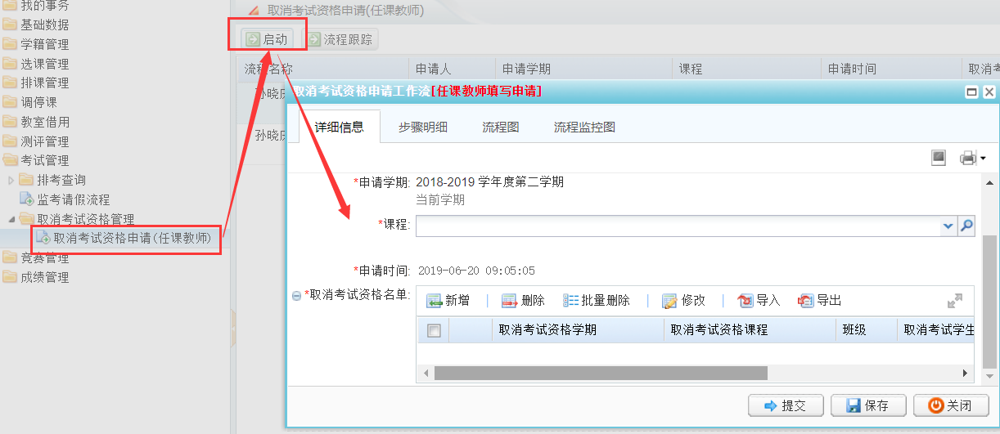 我的事务
基础数据
学籍管理
选课管理
排课管理
调停课
教室借用
测评管理
考试管理
排考查询
监考请假流程
取消考试资格管理
取消考试资格申请(任课教师)
竞赛管理
成绩管理
取消考试资格申请(任课教师)
启动 流程跟踪
流程名称 申请人 申请学期 课程 申请时间 取消考
孙晓庆
孙晓庆
取消考试资格申请工作流[任课教师填写申请]
详细信息 步骤明细 流程图 流程监控图
*申请学期: 2018-2019 学年度第二学期
当前学期
*课程:
*申请时间: 2019-06-20 09:05:05
*取消考试资格名单: 新增 | 删除 批量删除 | 修改 | 导入 导出
取消考试资格学期 取消考试资格课程 班级 取消考试学生
提交 保存 关闭